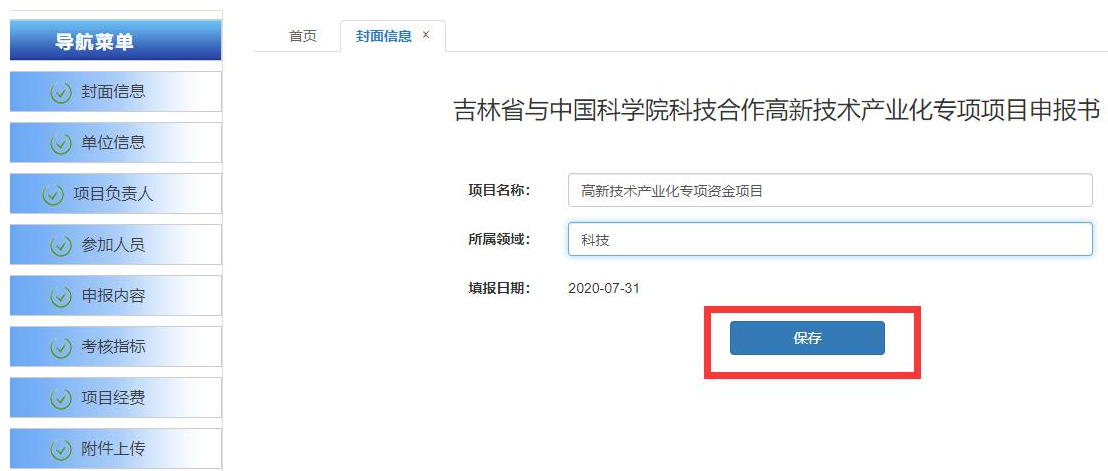 导航菜单
封面信息
单位信息
项目负责人
参加人员
申报内容
考核指标
项目经费
附件上传
首页 封面信息 ×
吉林省与中国科学院科技合作高新技术产业化专项项目申报书
项目名称： 高新技术产业化专项资金项目
所属领域： 科技
填报日期： 2020-07-31
保存